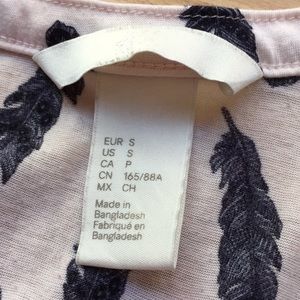 EUR S
US S
CA P
CN 165/88A
MX CH
Made in
Bangladesh
Fabriqué en
Bangladesh